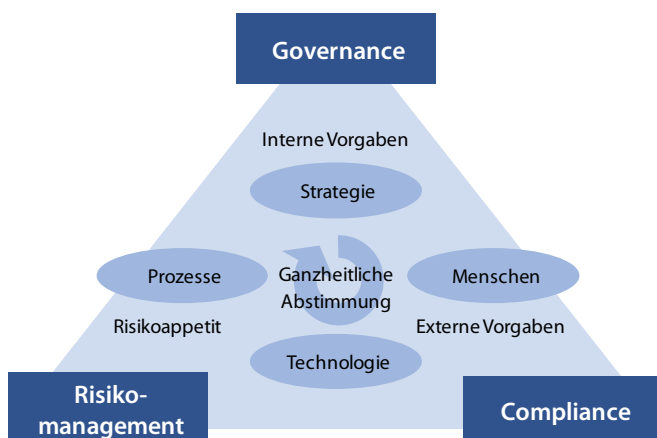 Governance
Interne Vorgaben
Strategie
Prozesse
Ganzheitliche
Abstimmung
Menschen
Risikoappetit
Externe Vorgaben
Technologie
Risiko-
management
Compliance